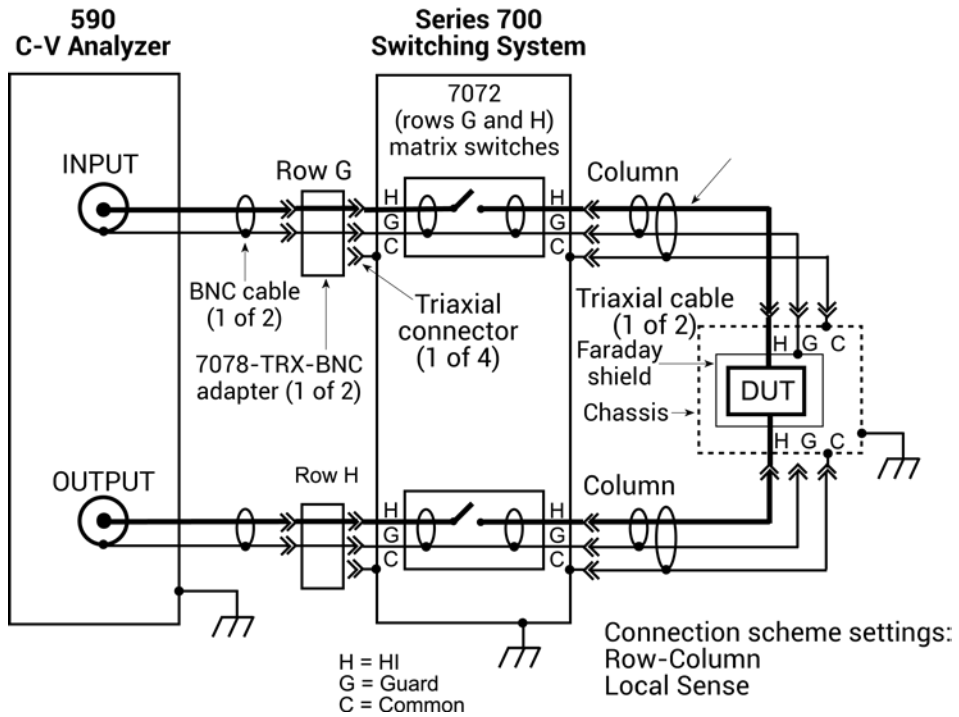 590
C-V Analyzer
Series 700
Switching System
7072
(rows G and H)
matrix switches
INPUT
Row G
H
G
C
H
G
C
Column
BNC cable
(1 of 2)
7078-TRX-BNC
adapter (1 of 2)
Triaxial
connector
(1 of 4)
Triaxial cable
(1 of 2)
Faraday
shield
Chassis
H G C
DUT
H G C
OUTPUT
Row H
H
G
C
H
G
C
Column
H = HI
G = Guard
C = Common
Connection scheme settings:
Row-Column
Local Sense